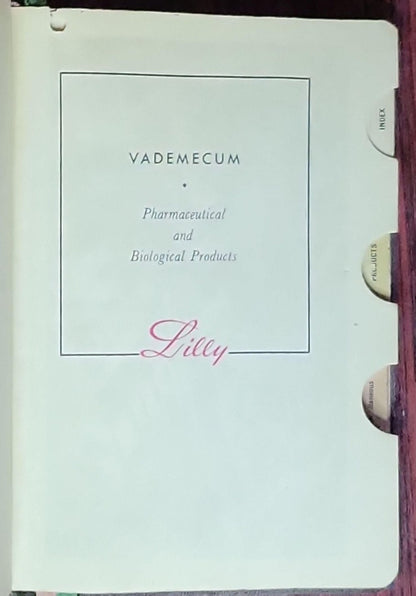 VADEMECUM
Pharmaceutical
and
Biological Products
Lilly
INDEX
PRODUCTS